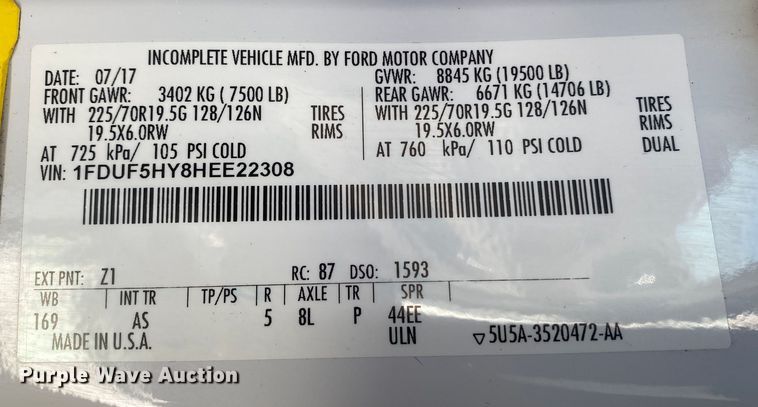 INCOMPLETE VEHICLE MFD. BY FORD MOTOR COMPANY
DATE: 07/17 GVWR: 8845 KG (19500 LB)
FRONT GAWR: 3402 KG ( 7500 LB) REAR GAWR: 6671 KG (14706 LB)
WITH 225/70R19.5G 128/126N TIRES WITH 225/70R19.5G 128/126N TIRES
19.5X6.0RW RIMS 19.5X6.0RW RIMS
AT 725 kPa/ 105 PSI COLD AT 760 kPa/ 110 PSI COLD DUAL
VIN: 1FDUF5HY8HEE22308
EXT PNT: Z1 RC: 87 DSO: 1593
WB INT TR TP/PS R AXLE TR SPR
169 AS 5 8L P 44EE
MADE IN U.S.A. ULN 5U5A-3520472-AA
Purple Wave Auction